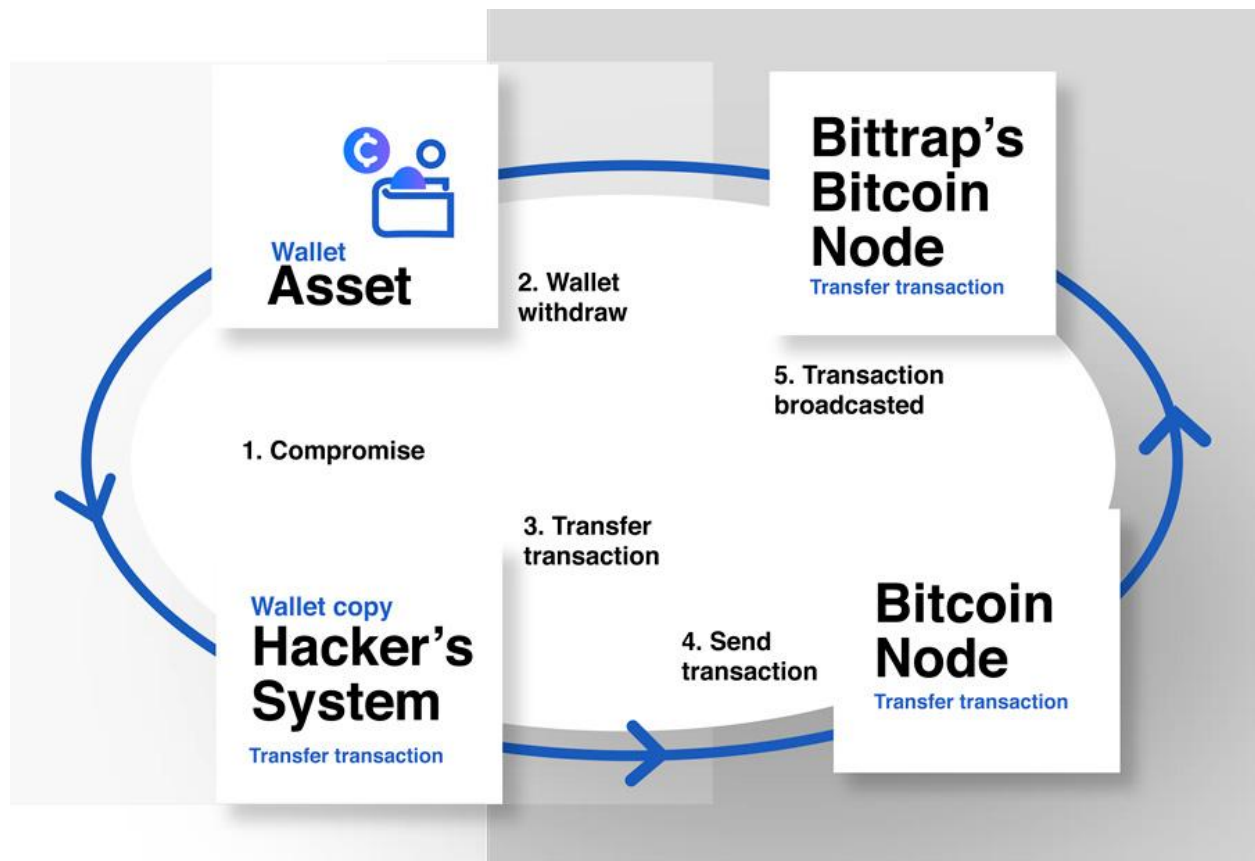 Wallet
Asset
2. Wallet
withdraw
Bittrap's
Bitcoin
Node
Transfer transaction
1. Compromise
5. Transaction
broadcasted
3. Transfer
transaction
Wallet copy
Hacker's
System
Transfer transaction
4. Send
transaction
Bitcoin
Node
Transfer transaction